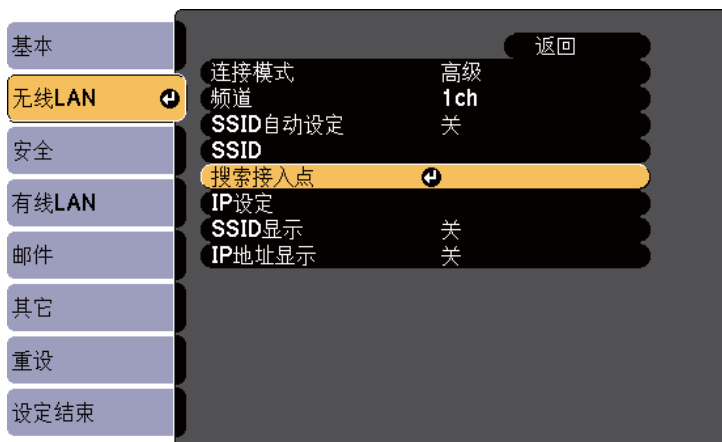 基本
无线LAN
安全
有线LAN
邮件
其它
重设
设定结束
返回
连接模式 高级
频道 1ch
SSID自动设定 关
SSID
搜索接入点
IP设定
SSID显示 关
IP地址显示 关